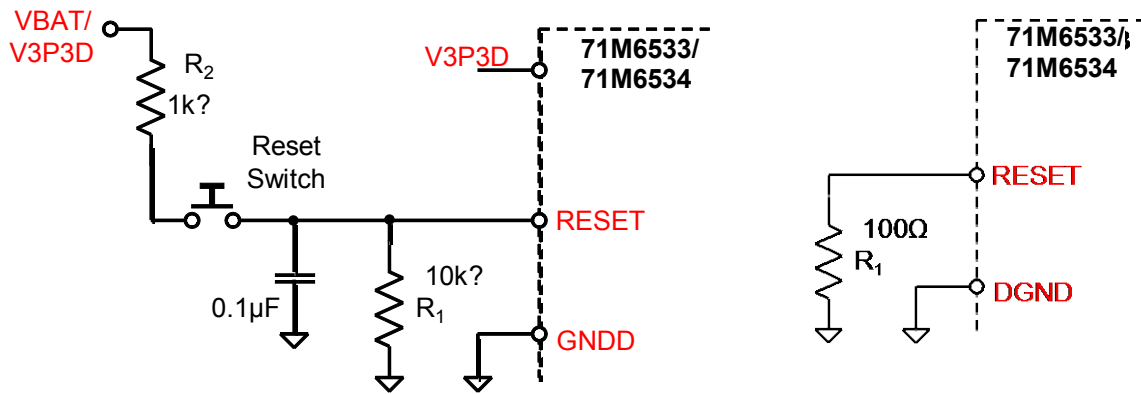 VBAT/
V3P3D
R2
1k?
Reset
Switch
0.1µF
10k?
R1
V3P3D
71M6533/
71M6534
RESET
GNDD
71M6533/
71M6534
RESET
100Ω
R1
DGND